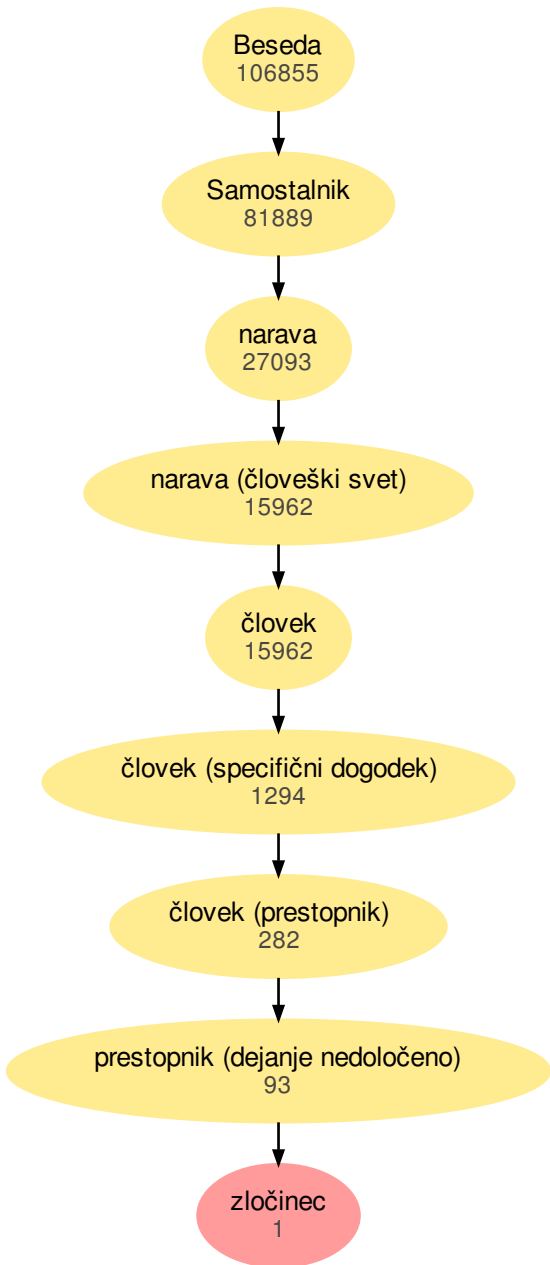 Beseda
106855
Samostalnik
81889
narava
27093
narava (človeški svet)
15962
človek
15962
človek (specifični dogodek)
1294
človek (prestopnik)
282
prestopnik (dejanje nedoločeno)
93
zločinec
1